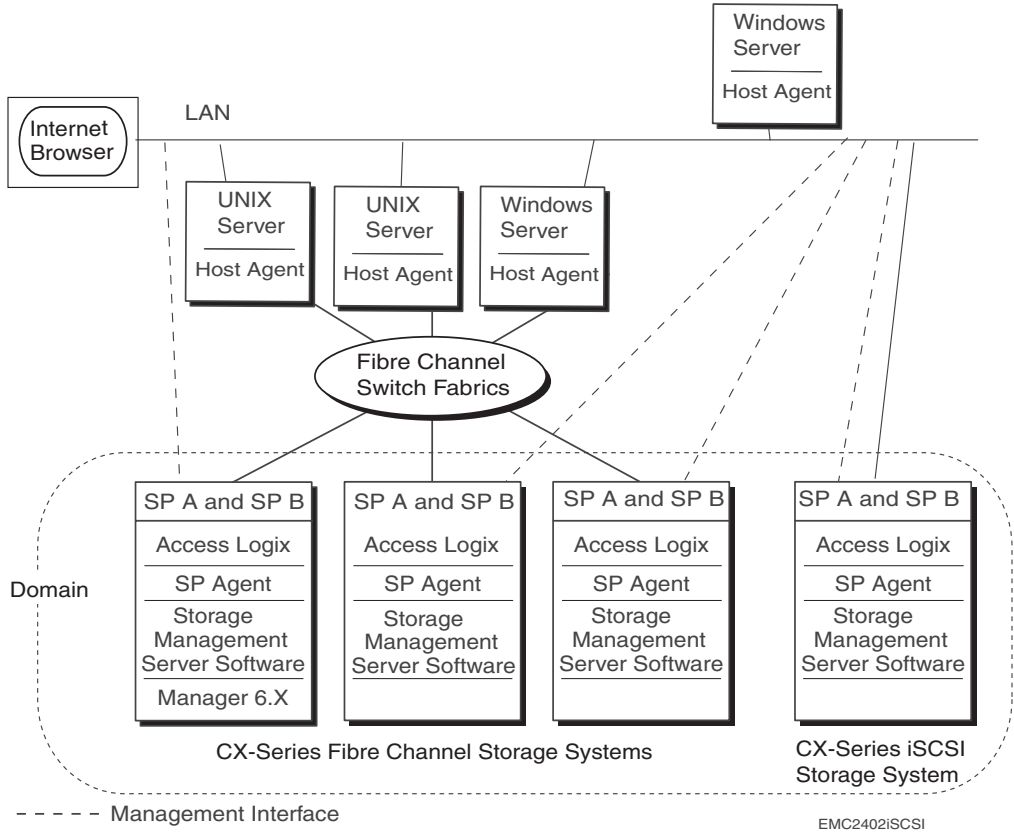 Windows
Server
Host Agent
LAN
Internet
Browser
UNIX
Server
Host Agent
UNIX
Server
Host Agent
Windows
Server
Host Agent
Fibre Channel
Switch Fabrics
Domain
SP A and SP B
Access Logix
SP Agent
Storage
Management
Server Software
Manager 6.X
SP A and SP B
Access Logix
SP Agent
Storage
Management
Server Software
SP A and SP B
Access Logix
SP Agent
Storage
Management
Server Software
SP A and SP B
Access Logix
SP Agent
Storage
Management
Server Software
CX-Series Fibre Channel Storage Systems
CX-Series iSCSI
Storage System
Management Interface
EMC2402iSCSI